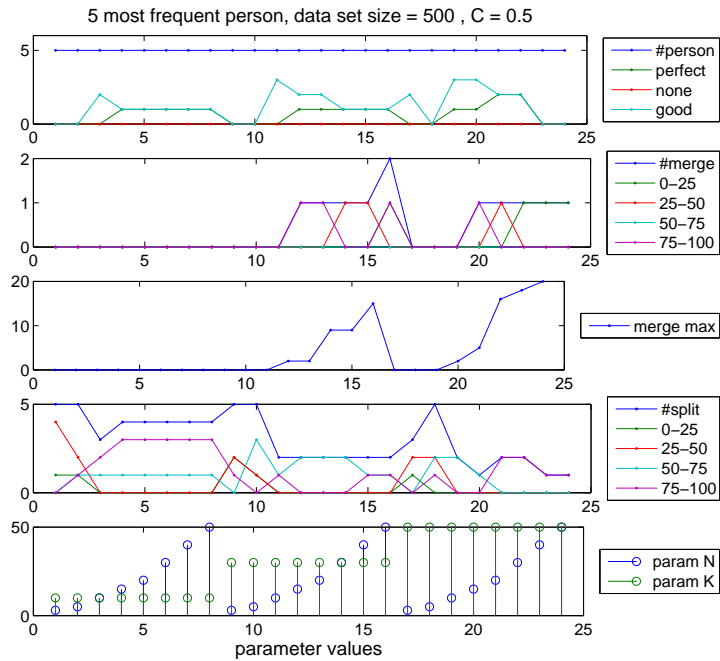 5 most frequent person, data set size = 500 , C = 0.5
5
0
0 5 10 15 20 25
#person
perfect
none
good
2
1
0
0 5 10 15 20 25
#merge
0−25
25−50
50−75
75−100
20
10
0
0 5 10 15 20 25
merge max
5
0
0 5 10 15 20 25
#split
0−25
25−50
50−75
75−100
50
0
0 5 10 15 20 25
param N
param K
parameter values